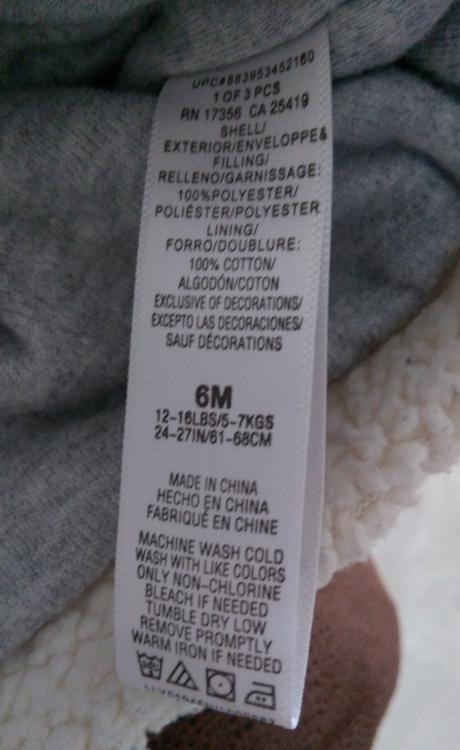 UPC#883953452160
1 OF 3 PCS
RN 17356 CA 25419
SHELL/
EXTERIOR/ENVELOPPE&
FILLING/
RELLENO/GARNISSAGE:
100%POLYESTER/
POLIÉSTER/POLYESTER
LINING/
FORRO/DOUBLURE:
100% COTTON/
ALGODÓN/COTON
EXCLUSIVE OF DECORATIONS/
EXCEPTO LAS DECORACIONES/
SAUF DÉCORATIONS
6M
12-16LBS/5-7KGS
24-27IN/61-68CM
MADE IN CHINA
HECHO EN CHINA
FABRIQUÉ EN CHINE
MACHINE WASH COLD
WASH WITH LIKE COLORS
ONLY NON-CHLORINE
BLEACH IF NEEDED
TUMBLE DRY LOW
REMOVE PROMPTLY
WARM IRON IF NEEDED